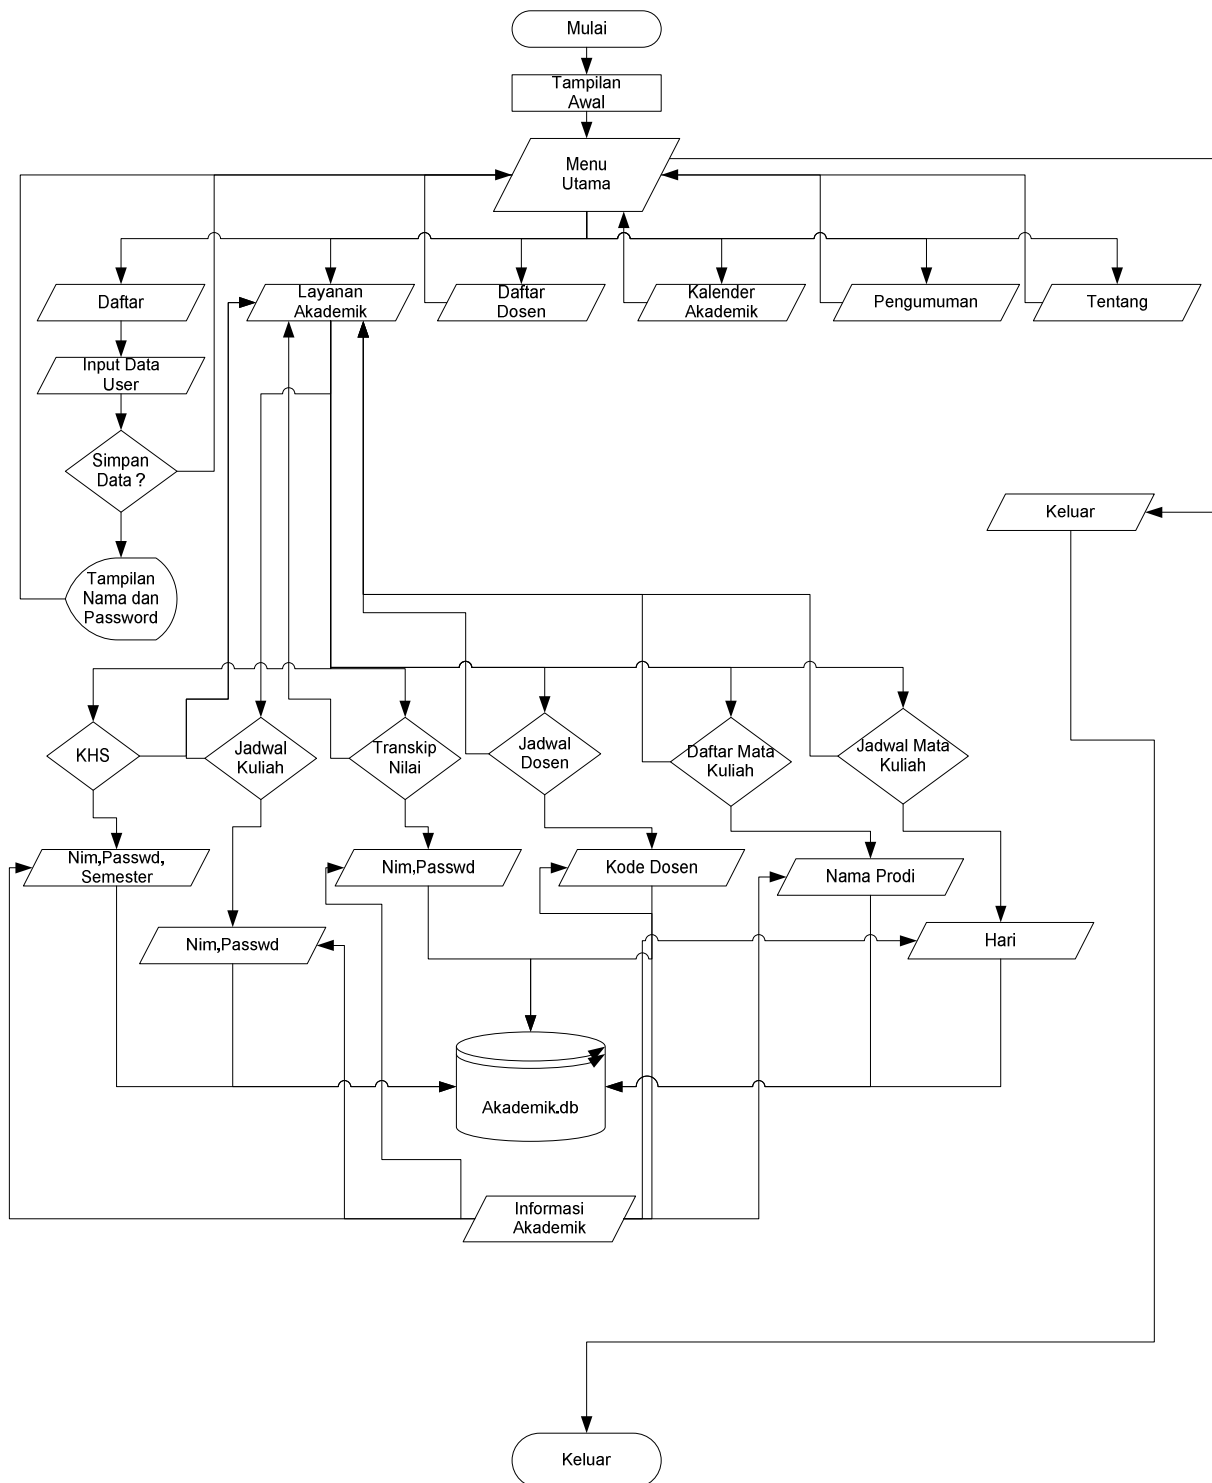 Mulai
Tampilan
Awal
Menu
Utama
Daftar
Layanan
Akademik
Daftar
Dosen
Kalender
Akademik
Pengumuman
Tentang
Input Data
User
Simpan
Data ?
Keluar
Tampilan
Nama dan
Password
KHS
Jadwal
Kuliah
Transkip
Nilai
Jadwal
Dosen
Daftar Mata
Kuliah
Jadwal Mata
Kuliah
Nim,Passwd,
Semester
Nim,Passwd
Kode Dosen
Nama Prodi
Nim,Passwd
Hari
Akademik.db
Informasi
Akademik
Keluar